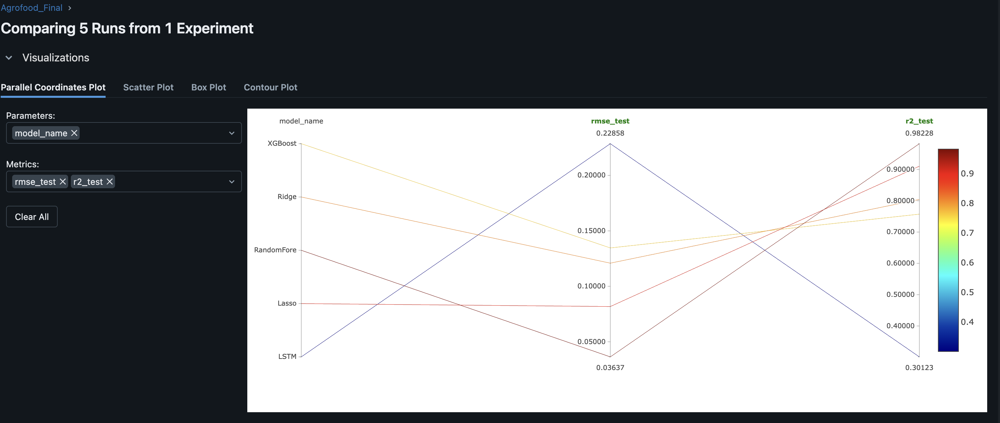 Agrofood_Final
Comparing 5 Runs from 1 Experiment
Visualizations
Parallel Coordinates Plot Scatter Plot Box Plot Contour Plot
Parameters:
model_name
Metrics:
rmse_test r2_test
Clear All
model_name
XGBoost
Ridge
RandomFore
Lasso
LSTM
rmse_test
0.22858
0.20000
0.15000
0.10000
0.05000
0.03637
r2_test
0.98228
0.90000
0.80000
0.70000
0.60000
0.50000
0.40000
0.30123
0.9
0.8
0.7
0.6
0.5
0.4